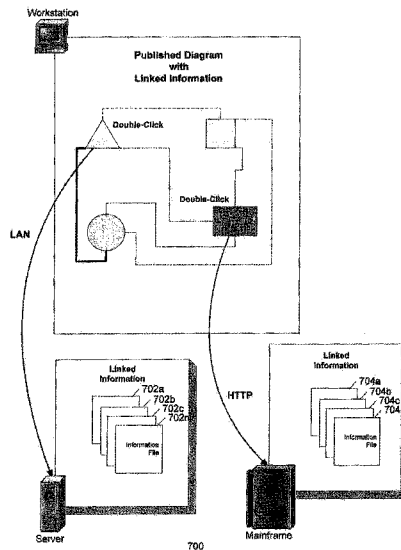 Workstation
Published Diagram
with
Linked Information
Double-Click
Double-Click
LAN
HTTP
Linked
Information
702a
702b
702c
702n
Information
File
Server
Linked
Information
704a
704b
704c
704
Information
File
Mainframe
700